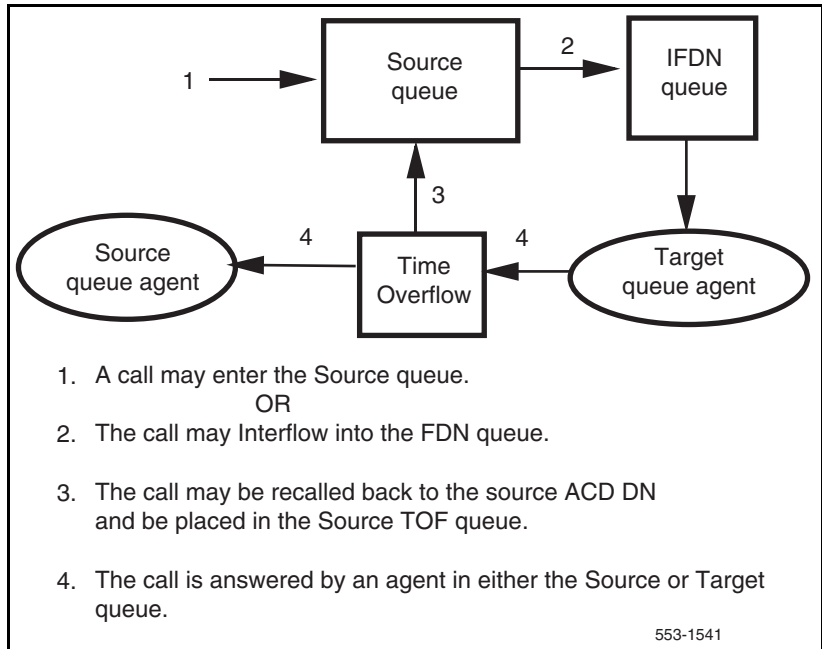 1
Source
queue
2
IFDN
queue
3
Source
queue agent
4
Time
Overflow
4
Target
queue agent
1. A call may enter the Source queue.
OR
2. The call may Interflow into the FDN queue.
3. The call may be recalled back to the source ACD DN
and be placed in the Source TOF queue.
4. The call is answered by an agent in either the Source or Target
queue.
553-1541